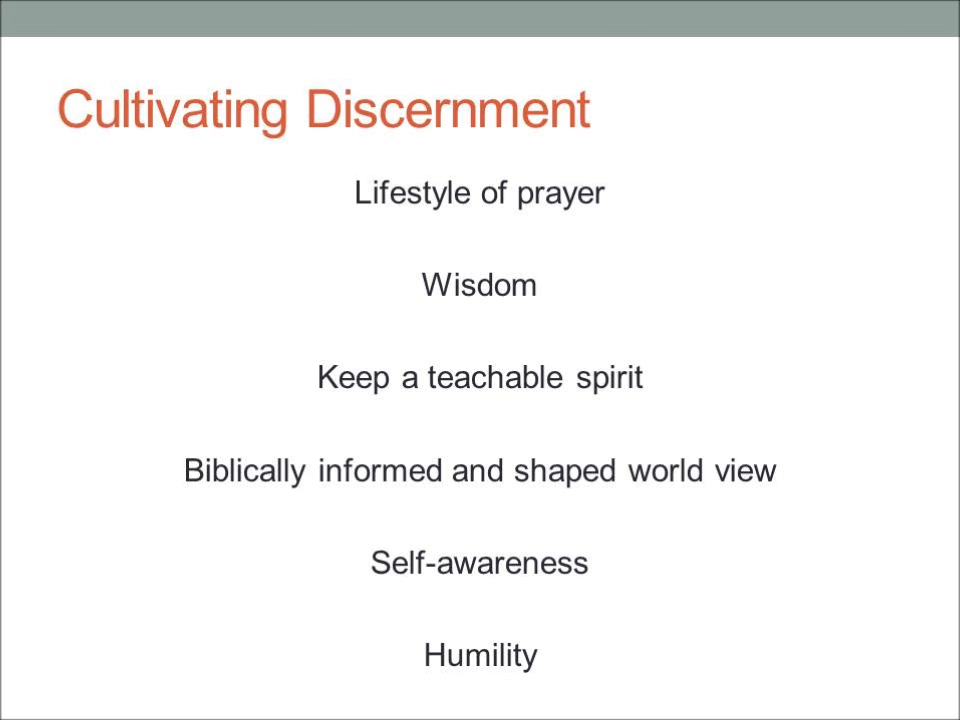 Cultivating Discernment
Lifestyle of prayer
Wisdom
Keep a teachable spirit
Biblically informed and shaped world view
Self-awareness
Humility